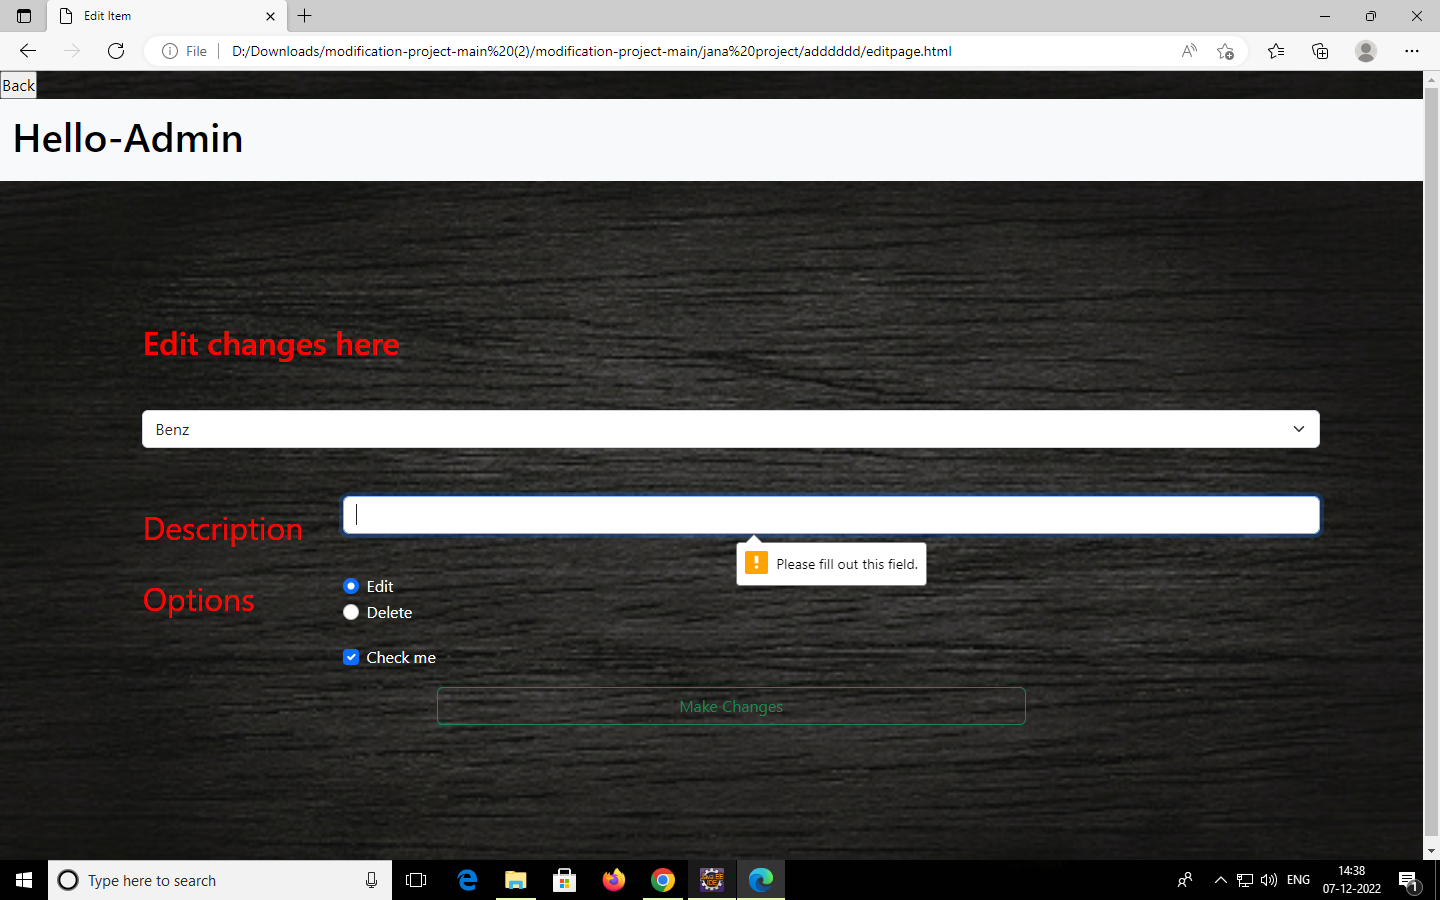 Edit Item
File
D:/Downloads/modification-project-main%20(2)/modification-project-main/jana%20project/adddddd/editpage.html
Back
Hello-Admin
Edit changes here
Benz
Description
Please fill out this field.
Options
Edit
Delete
Check me
Make Changes
Type here to search
ENG
14:38
07-12-2022
1